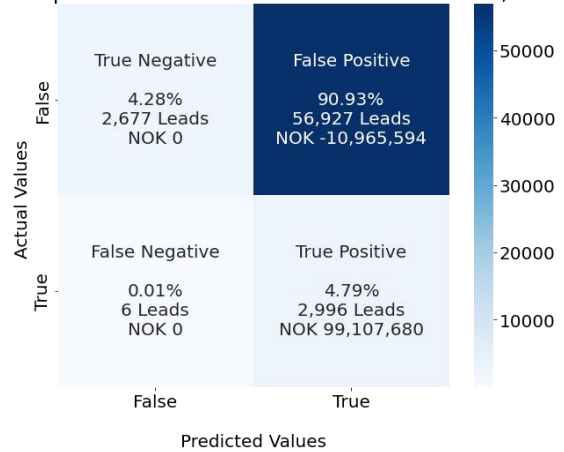 True Negative
4.28%
2,677 Leads
NOK 0
False Positive
90.93%
56,927 Leads
NOK -10,965,594
False Negative
0.01%
6 Leads
NOK 0
True Positive
4.79%
2,996 Leads
NOK 99,107,680
False
True
Actual Values
False
True
Predicted Values
50000
40000
30000
20000
10000